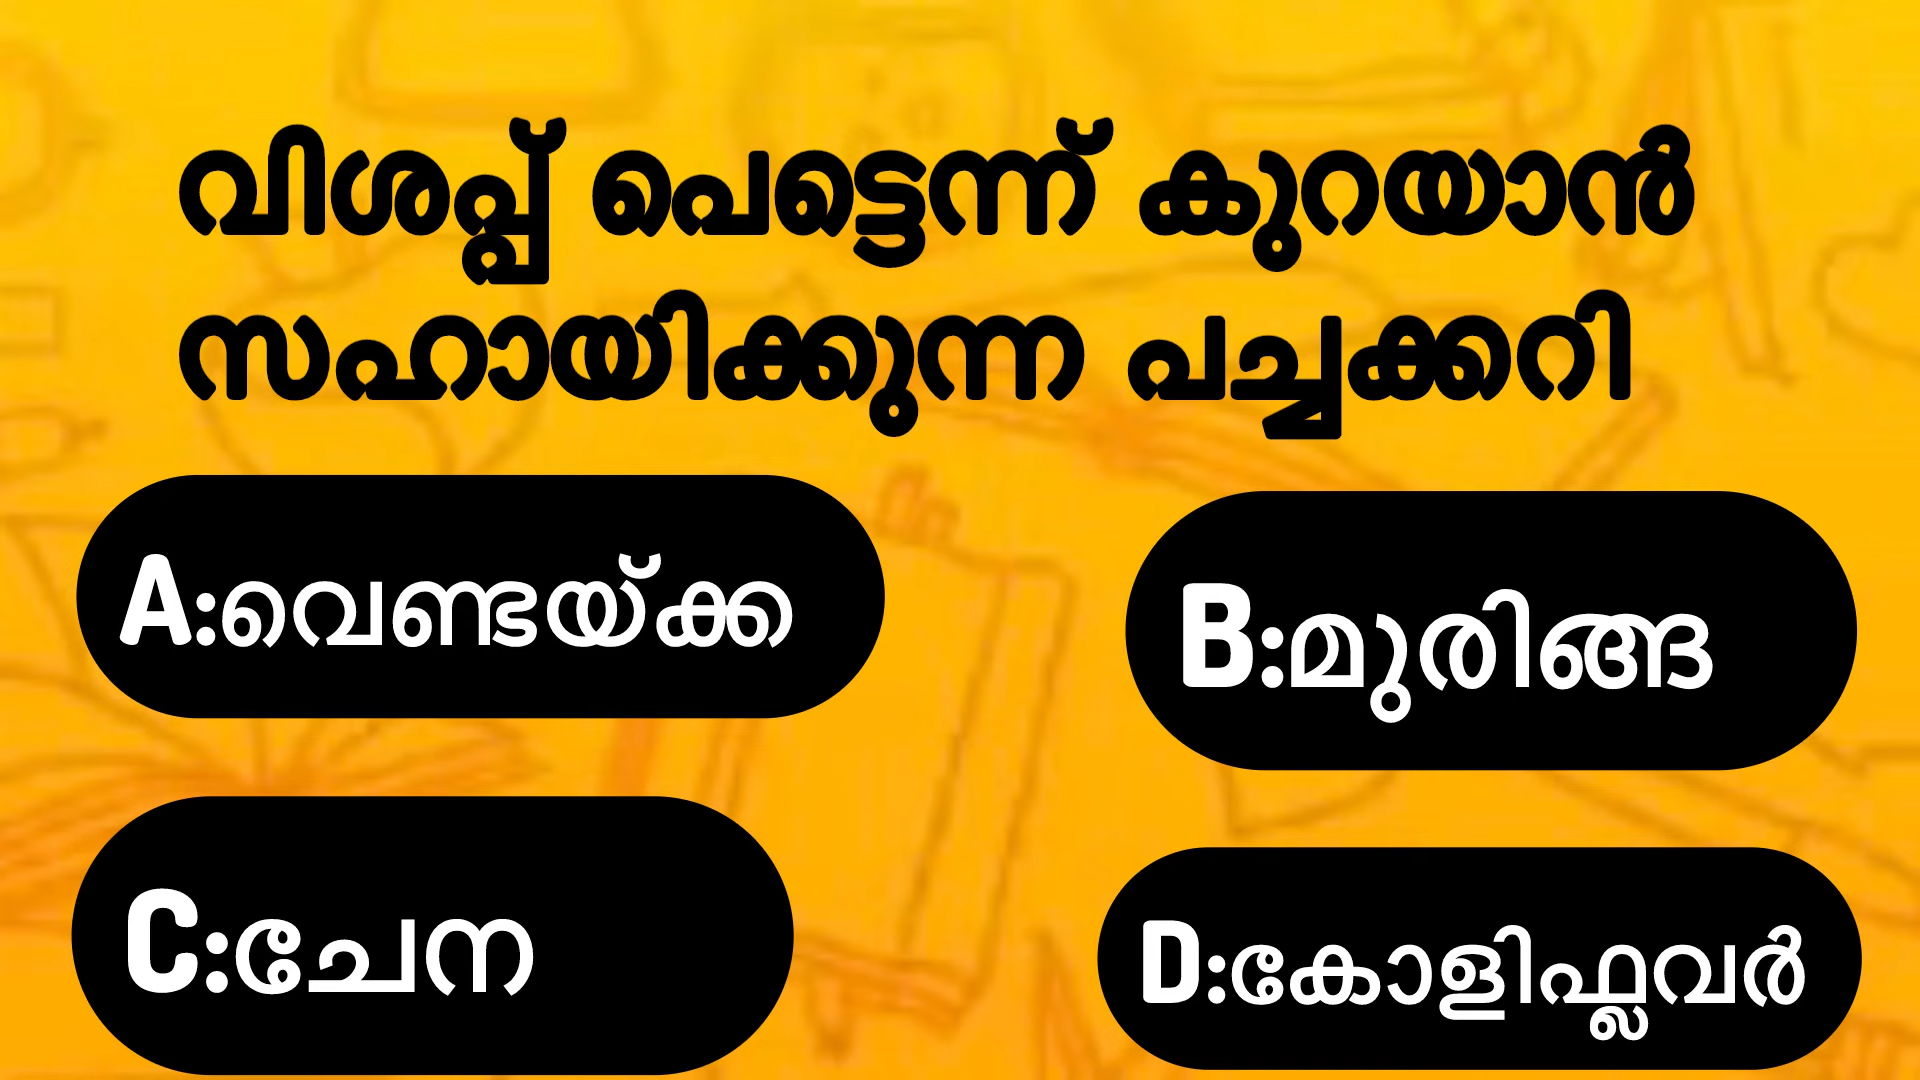 വിശപ്പ് പെട്ടെന്ന് കുറയാൻ
സഹായിക്കുന്ന പച്ചക്കറി
A:വെണ്ടയ്ക്ക
B:മുരിങ്ങ
C:ചേന
D:കോളിഫ്ലവർ